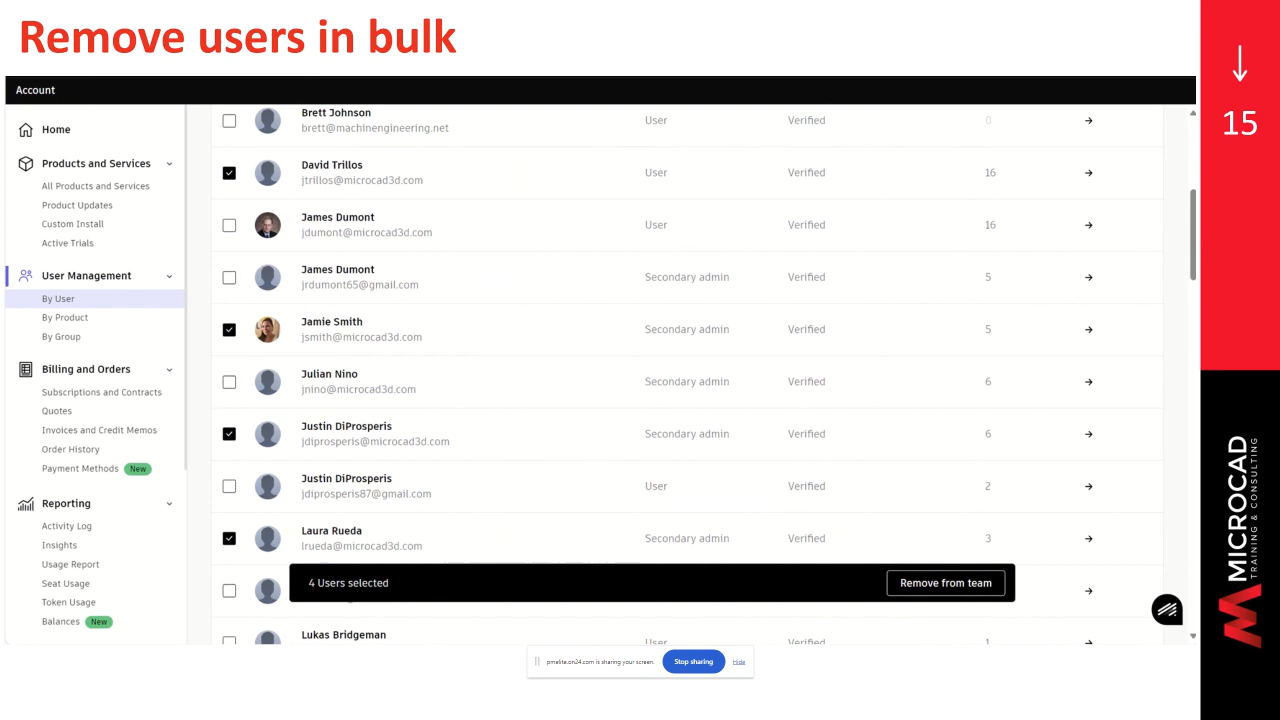 Remove users in bulk
15
Account
Home
Products and Services
All Products and Services
Product Updates
Custom Install
Active Trials
User Management
By User
By Product
By Group
Billing and Orders
Subscriptions and Contracts
Quotes
Invoices and Credit Memos
Order History
Payment Methods New
Reporting
Activity Log
Insights
Usage Report
Seat Usage
Token Usage
Balances New
Brett Johnson
brett@machinengineering.net
User Verified 0
David Trillos
jtrillos@microcad3d.com
User Verified 16
James Dumont
jdumont@microcad3d.com
User Verified 16
James Dumont
jrdumont65@gmail.com
Secondary admin Verified 5
Jamie Smith
jsmith@microcad3d.com
Secondary admin Verified 5
Julian Nino
jnino@microcad3d.com
Secondary admin Verified 6
Justin DiProsperis
jdiprosperis@microcad3d.com
Secondary admin Verified 6
Justin DiProsperis
jdiprosperis87@gmail.com
User Verified 2
Laura Rueda
lrueda@microcad3d.com
Secondary admin Verified 3
4 Users selected
Remove from team
Lukas Bridgeman
User Verified 1
pmelite.on24.com is sharing your screen.
Stop sharing
Hide
MICROCAD
TRAINING & CONSULTING